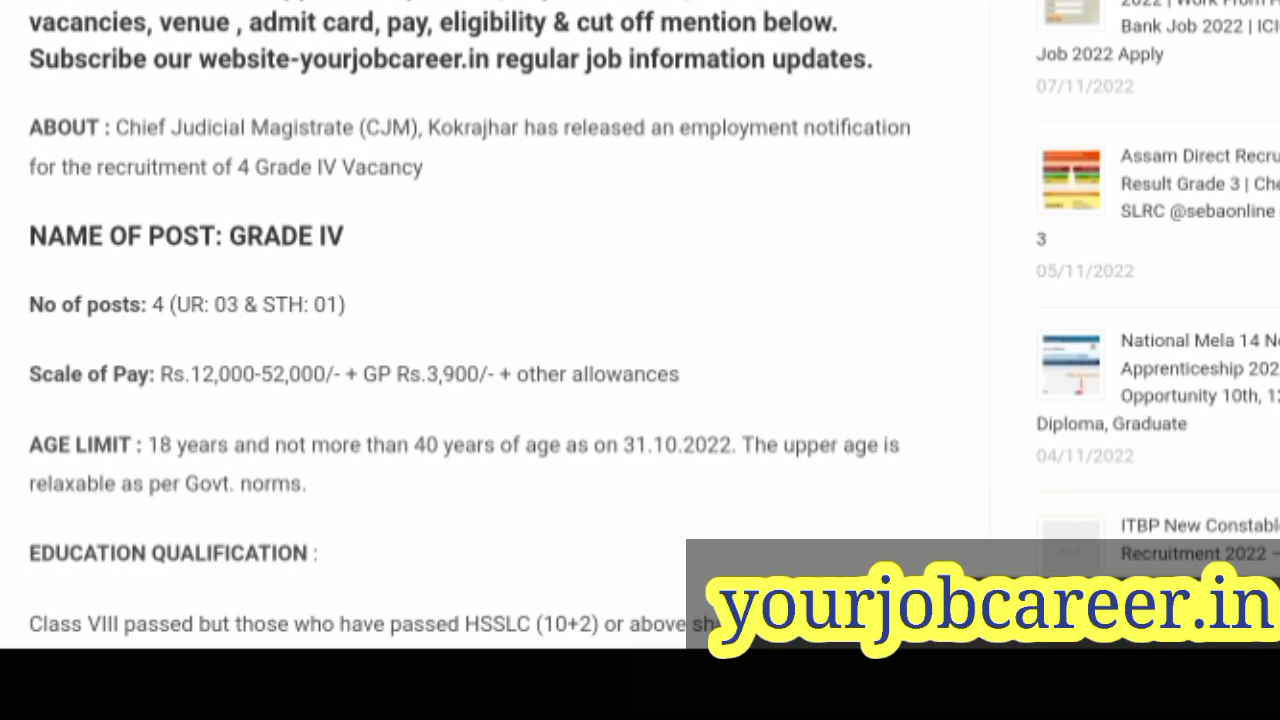 vacancies, venue , admit card, pay, eligibility & cut off mention below.
Subscribe our website-yourjobcareer.in regular job information updates.
ABOUT : Chief Judicial Magistrate (CJM), Kokrajhar has released an employment notification
for the recruitment of 4 Grade IV Vacancy
NAME OF POST: GRADE IV
No of posts: 4 (UR: 03 & STH: 01)
Scale of Pay: Rs.12,000-52,000/- + GP Rs.3,900/- + other allowances
AGE LIMIT : 18 years and not more than 40 years of age as on 31.10.2022. The upper age is
relaxable as per Govt. norms.
EDUCATION QUALIFICATION :
Class VIII passed but those who have passed HSSLC (10+2) or above
Bank Job 2022 | ICI
Job 2022 Apply
07/11/2022
Assam Direct Recru
Result Grade 3 | Che
SLRC @sebaonline
3
05/11/2022
National Mela 14 No
Apprenticeship 202
Opportunity 10th, 12
Diploma, Graduate
04/11/2022
ITBP New Constabl
Recruitment 2022 –
yourjobcareer.in